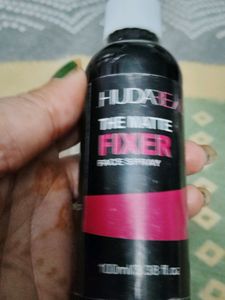 HUDABEA
THE MATTE
FIXER
FACE SPRAY
100ml/3.38 fl.oz